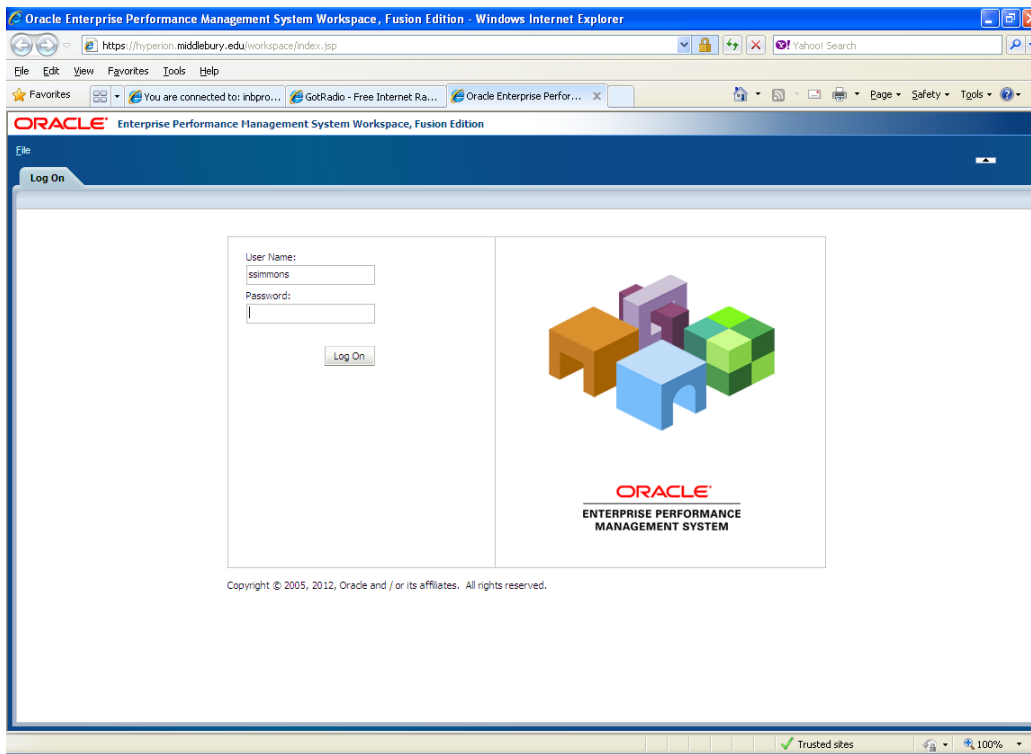 Oracle Enterprise Performance Management System Workspace, Fusion Edition - Windows Internet Explorer
https://hyperion.middlebury.edu/workspace/index.jsp
Yahoo! Search
File Edit View Favorites Tools Help
Favorites
You are connected to: inbpro...
GotRadio - Free Internet Ra...
Oracle Enterprise Perfor...
Page Safety Tools
ORACLE Enterprise Performance Management System Workspace, Fusion Edition
File
Log On
User Name:
ssimmons
Password:
Log On
ORACLE
ENTERPRISE PERFORMANCE
MANAGEMENT SYSTEM
Copyright © 2005, 2012, Oracle and / or its affiliates. All rights reserved.
Trusted sites
100%